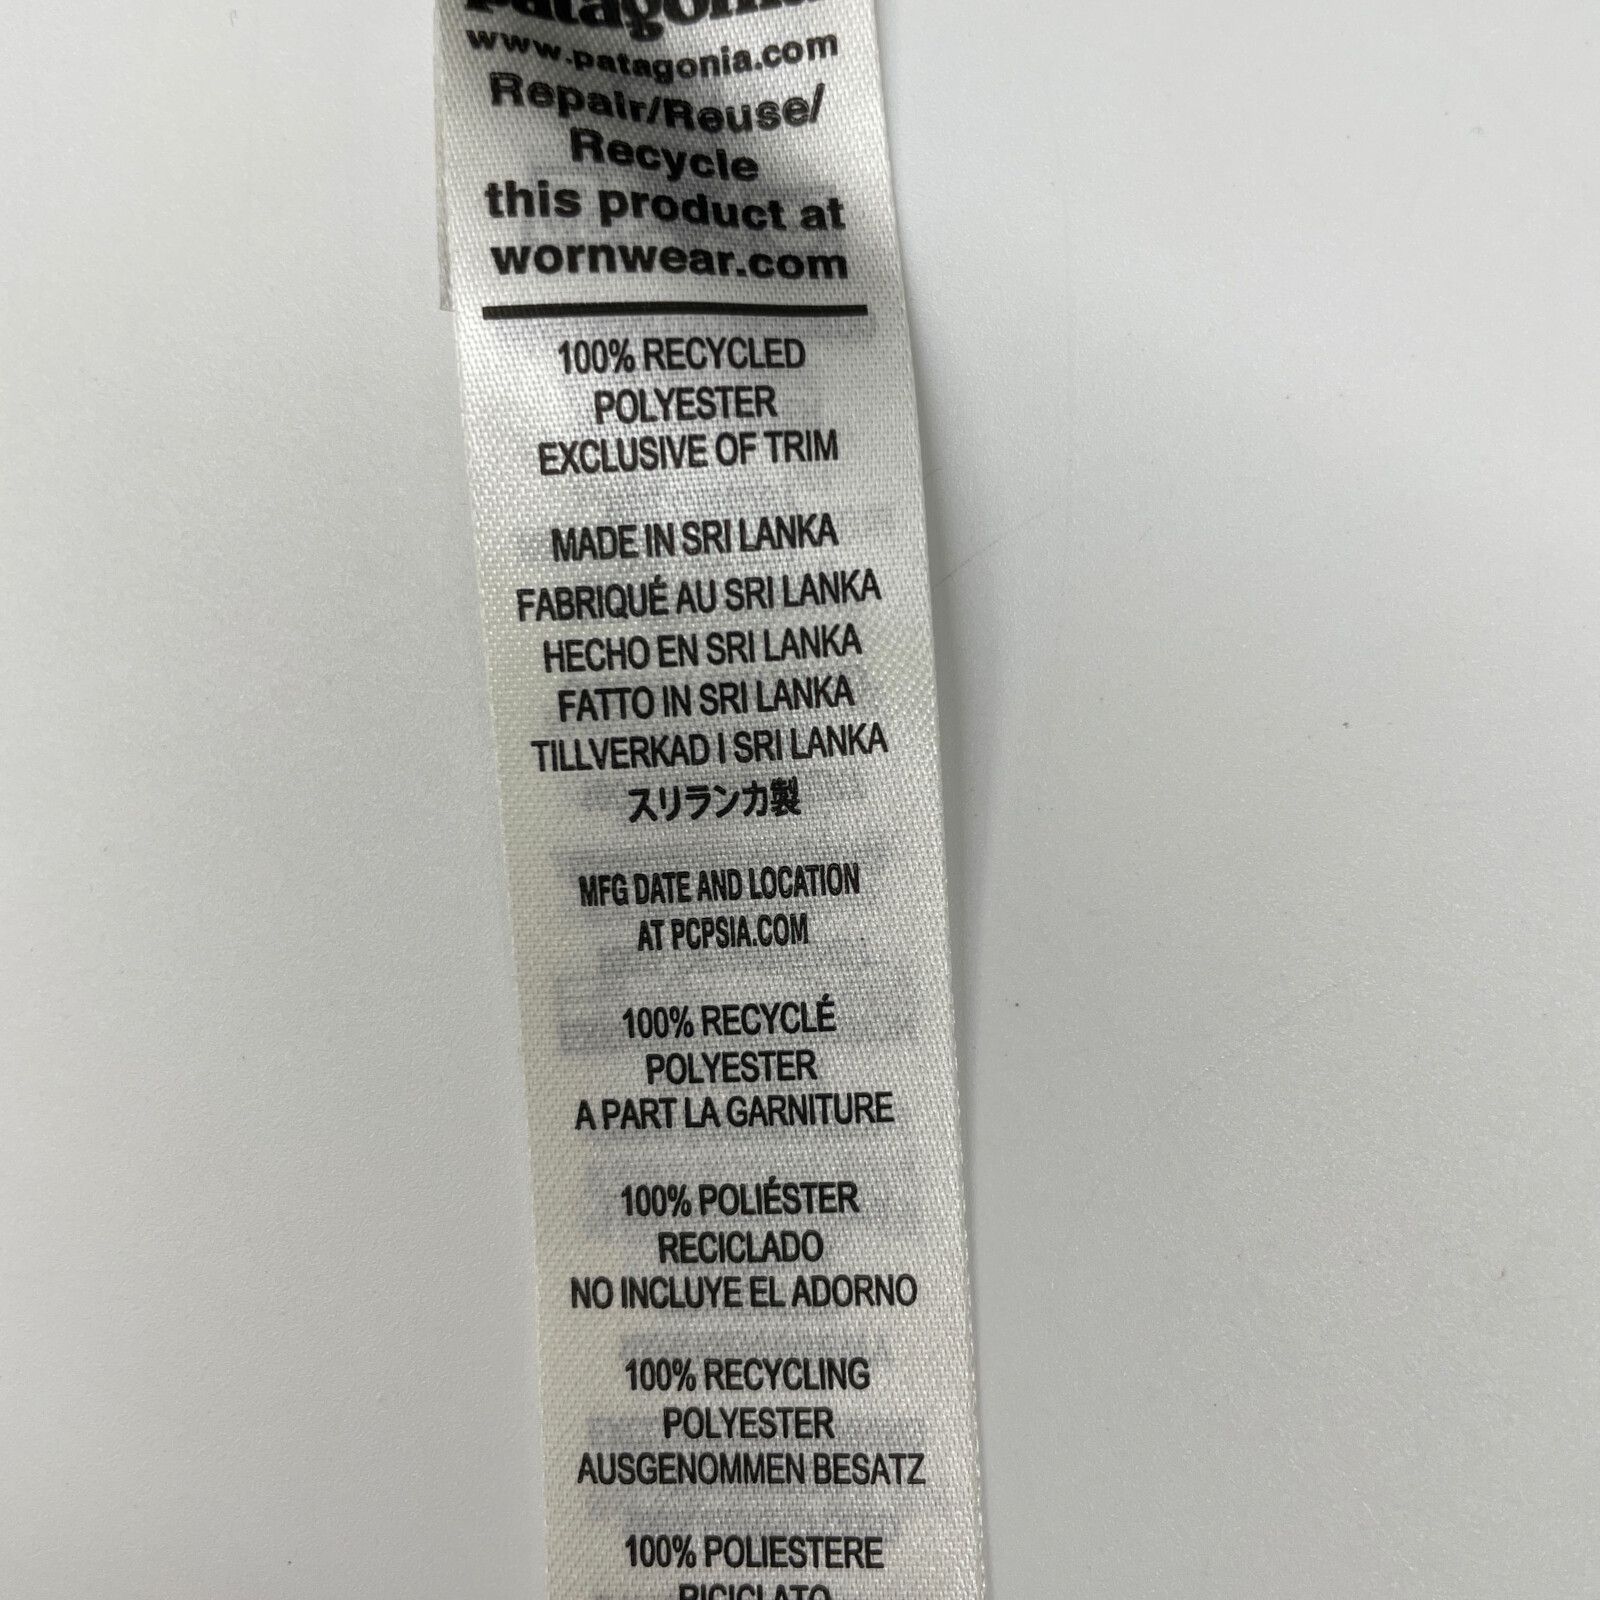 patagonia
www.patagonia.com
Repair/Reuse/
Recycle
this product at
wornwear.com
100% RECYCLED
POLYESTER
EXCLUSIVE OF TRIM
MADE IN SRI LANKA
FABRIQUÉ AU SRI LANKA
HECHO EN SRI LANKA
FATTO IN SRI LANKA
TILLVERKAD I SRI LANKA
スリランカ製
MFG DATE AND LOCATION
AT PCPSIA.COM
100% RECYCLÉ
POLYESTER
A PART LA GARNITURE
100% POLIÉSTER
RECICLADO
NO INCLUYE EL ADORNO
100% RECYCLING
POLYESTER
AUSGENOMMEN BESATZ
100% POLIESTERE
RICICLATO